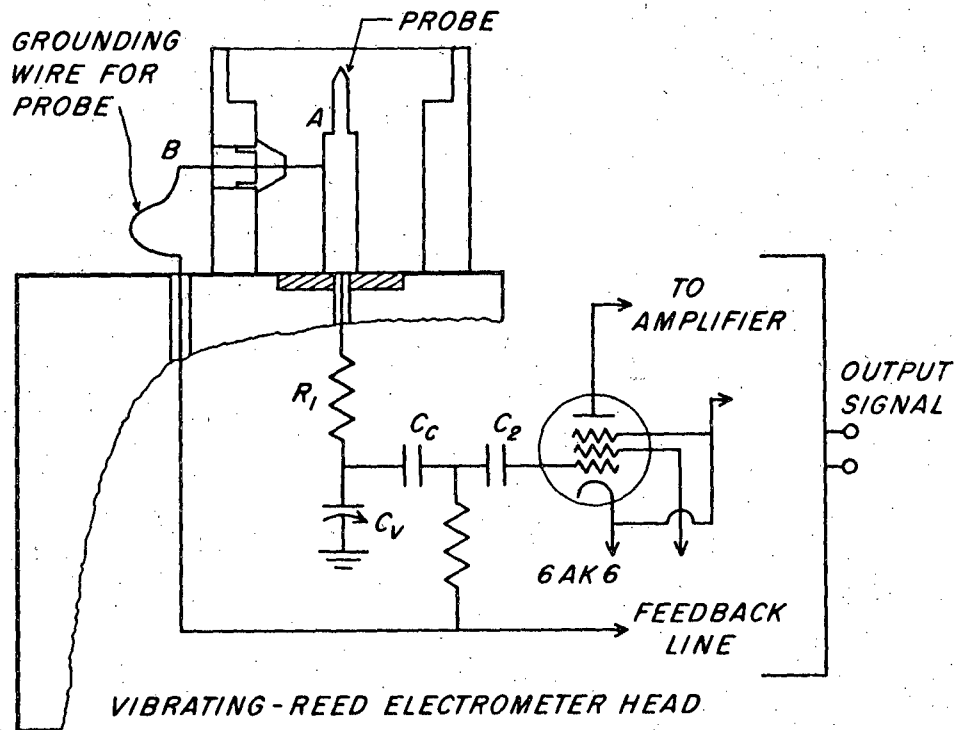 PROBE
GROUNDING
WIRE FOR
PROBE
A
B
TO
AMPLIFIER
R1
OUTPUT
SIGNAL
CC
C2
CV
6AK6
FEEDBACK
LINE
VIBRATING-REED ELECTROMETER HEAD